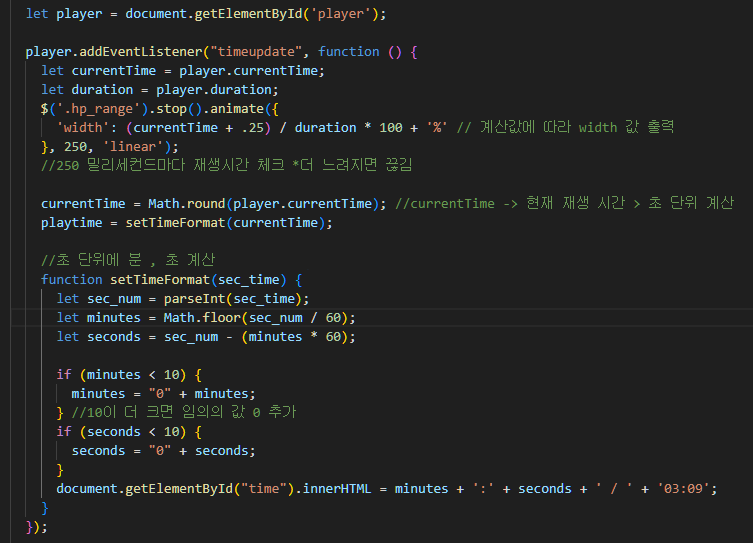 let player = document.getElementById('player');
player.addEventListener("timeupdate", function () {
let currentTime = player.currentTime;
let duration = player.duration;
$('.hp_range').stop().animate({
'width': (currentTime + .25) / duration * 100 + '%' // 계산값에 따라 width 값 출력
}, 250, 'linear');
//250 밀리세컨드마다 재생시간 체크 *더 느려지면 끊김
currentTime = Math.round(player.currentTime); //currentTime -> 현재 재생 시간 > 초 단위 계산
playtime = setTimeFormat(currentTime);
//초 단위에 분 , 초 계산
function setTimeFormat(sec_time) {
let sec_num = parseInt(sec_time);
let minutes = Math.floor(sec_num / 60);
let seconds = sec_num - (minutes * 60);
if (minutes < 10) {
minutes = "0" + minutes;
} //10이 더 크면 임의의 값 0 추가
if (seconds < 10) {
seconds = "0" + seconds;
}
document.getElementById("time").innerHTML = minutes + ':' + seconds + ' / ' + '03:09';
}
});